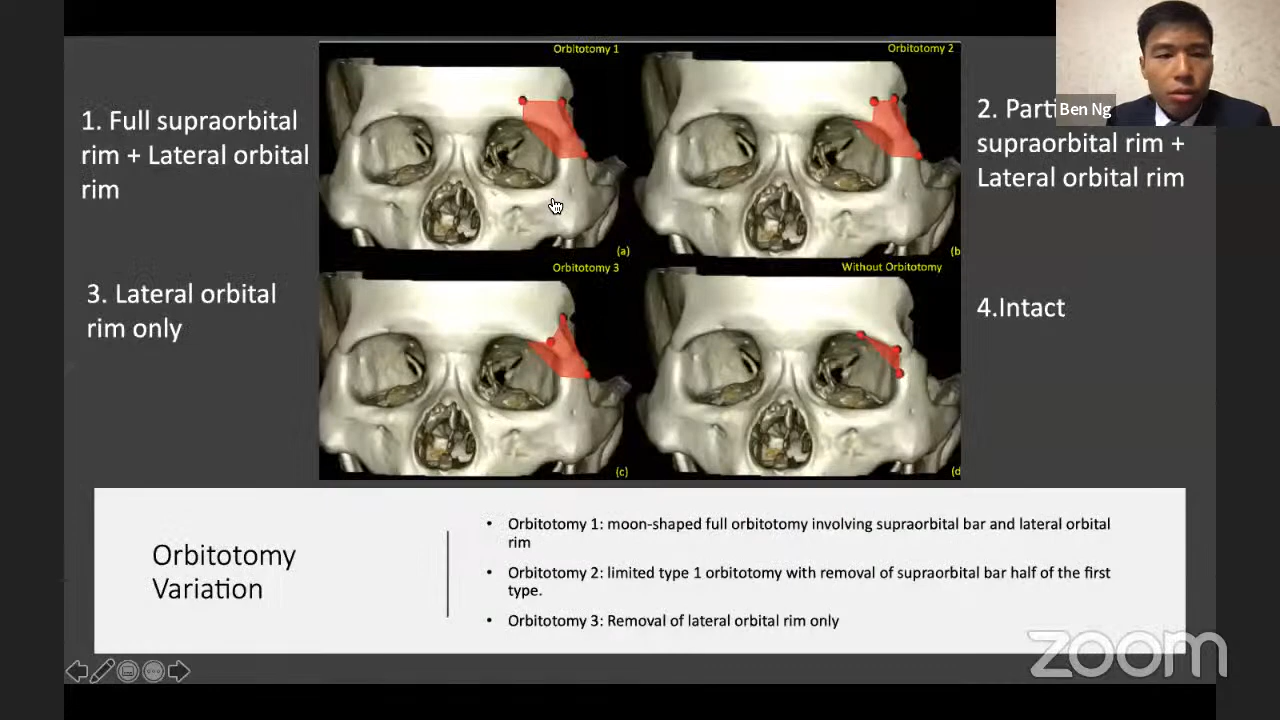 Orbitotomy 1
Orbitotomy 2
Ben Ng
1. Full supraorbital
rim + Lateral orbital
rim
2. Parti
supraorbital rim +
Lateral orbital rim
(a)
(b
Orbitotomy 3
Without Orbitotomy
3. Lateral orbital
rim only
4.Intact
(c)
(d
Orbitotomy
Variation
• Orbitotomy 1: moon-shaped full orbitotomy involving supraorbital bar and lateral orbital
rim
• Orbitotomy 2: limited type 1 orbitotomy with removal of supraorbital bar half of the first
type.
• Orbitotomy 3: Removal of lateral orbital rim only
zoom